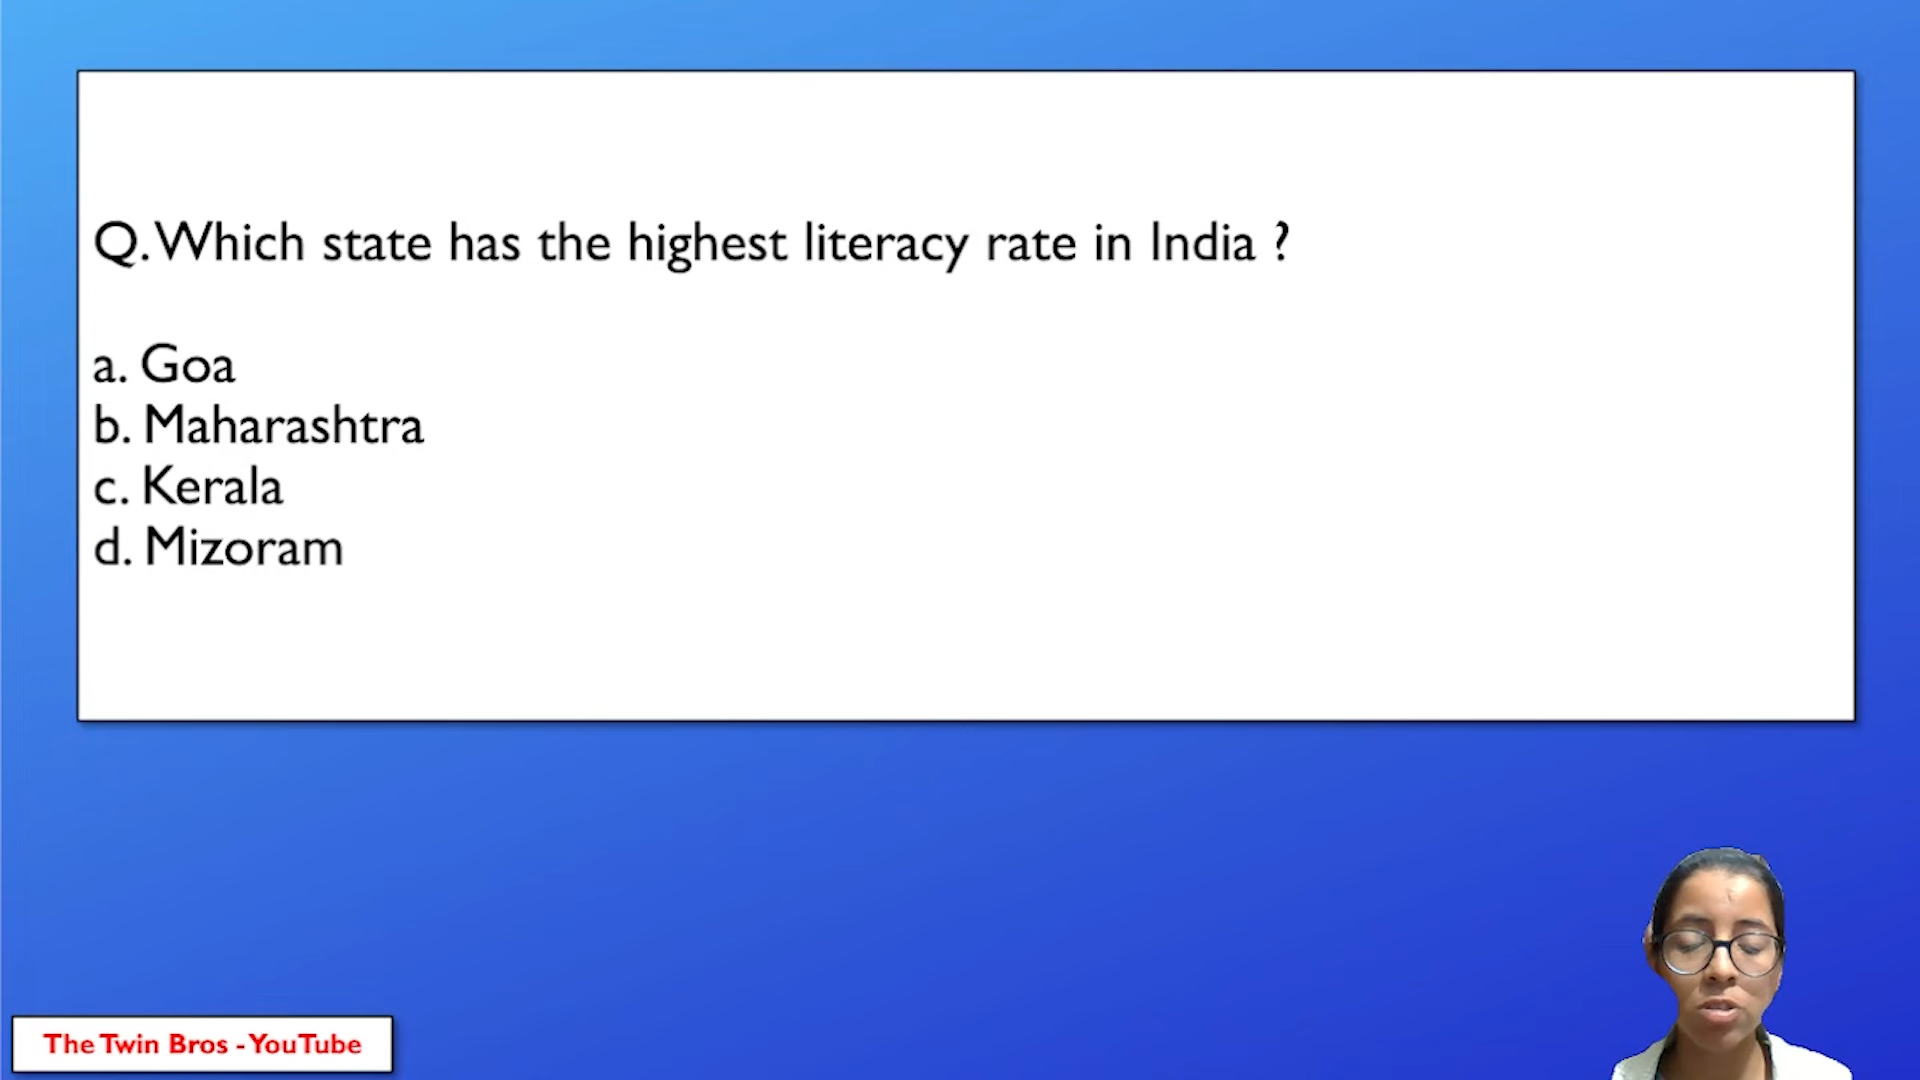 Q. Which state has the highest literacy rate in India ?
a. Goa
b. Maharashtra
c. Kerala
d. Mizoram
The Twin Bros - YouTube